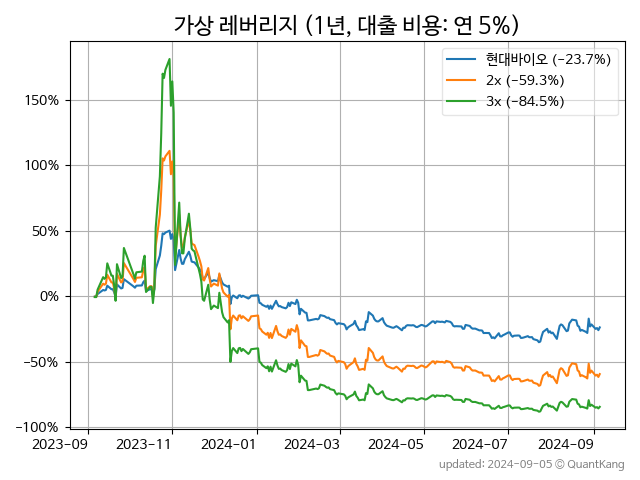 가상 레버리지 (1년, 대출 비용: 연 5%)
현대바이오 (-23.7%)
2x (-59.3%)
3x (-84.5%)
150%
100%
50%
0%
-50%
-100%
2023-09 2023-11 2024-01 2024-03 2024-05 2024-07 2024-09
updated: 2024-09-05 © QuantKang